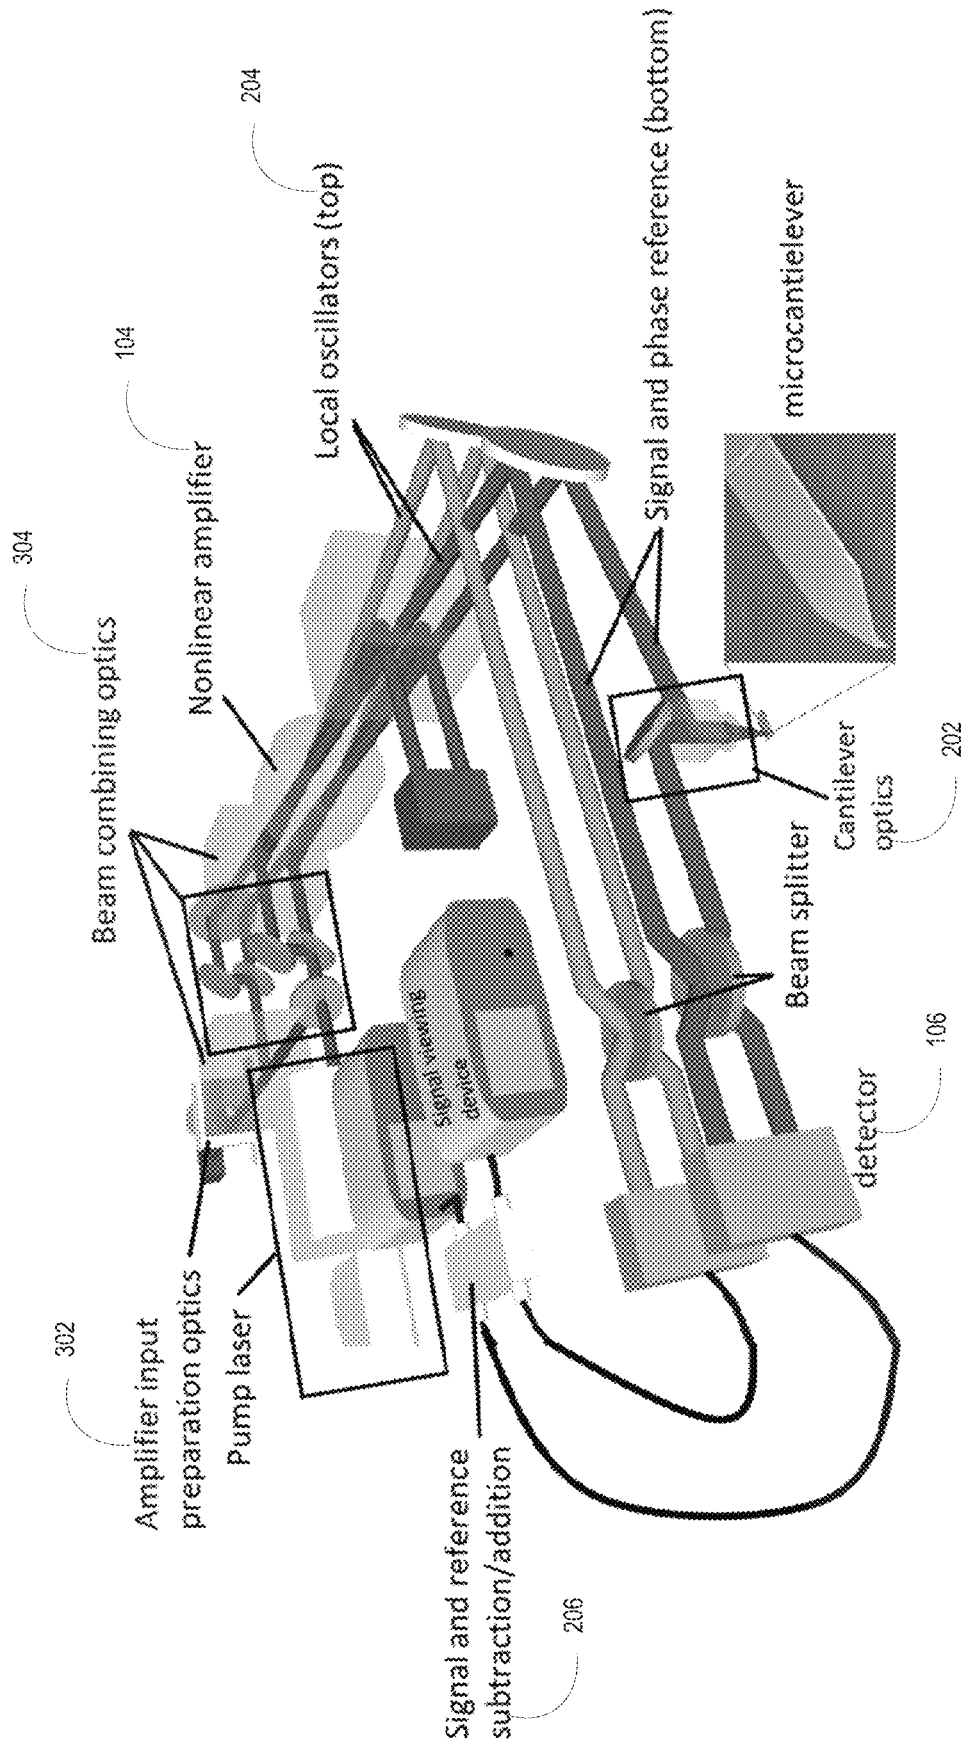 304
Beam combining optics
104
Nonlinear amplifier
204
Local oscillators (top)
302
Amplifier input
preparation optics
Pump laser
Signal viewing
device
Signal and reference
subtraction/addition
206
Signal and phase reference (bottom)
microcantielever
Cantilever
optics
202
Beam splitter
detector
106